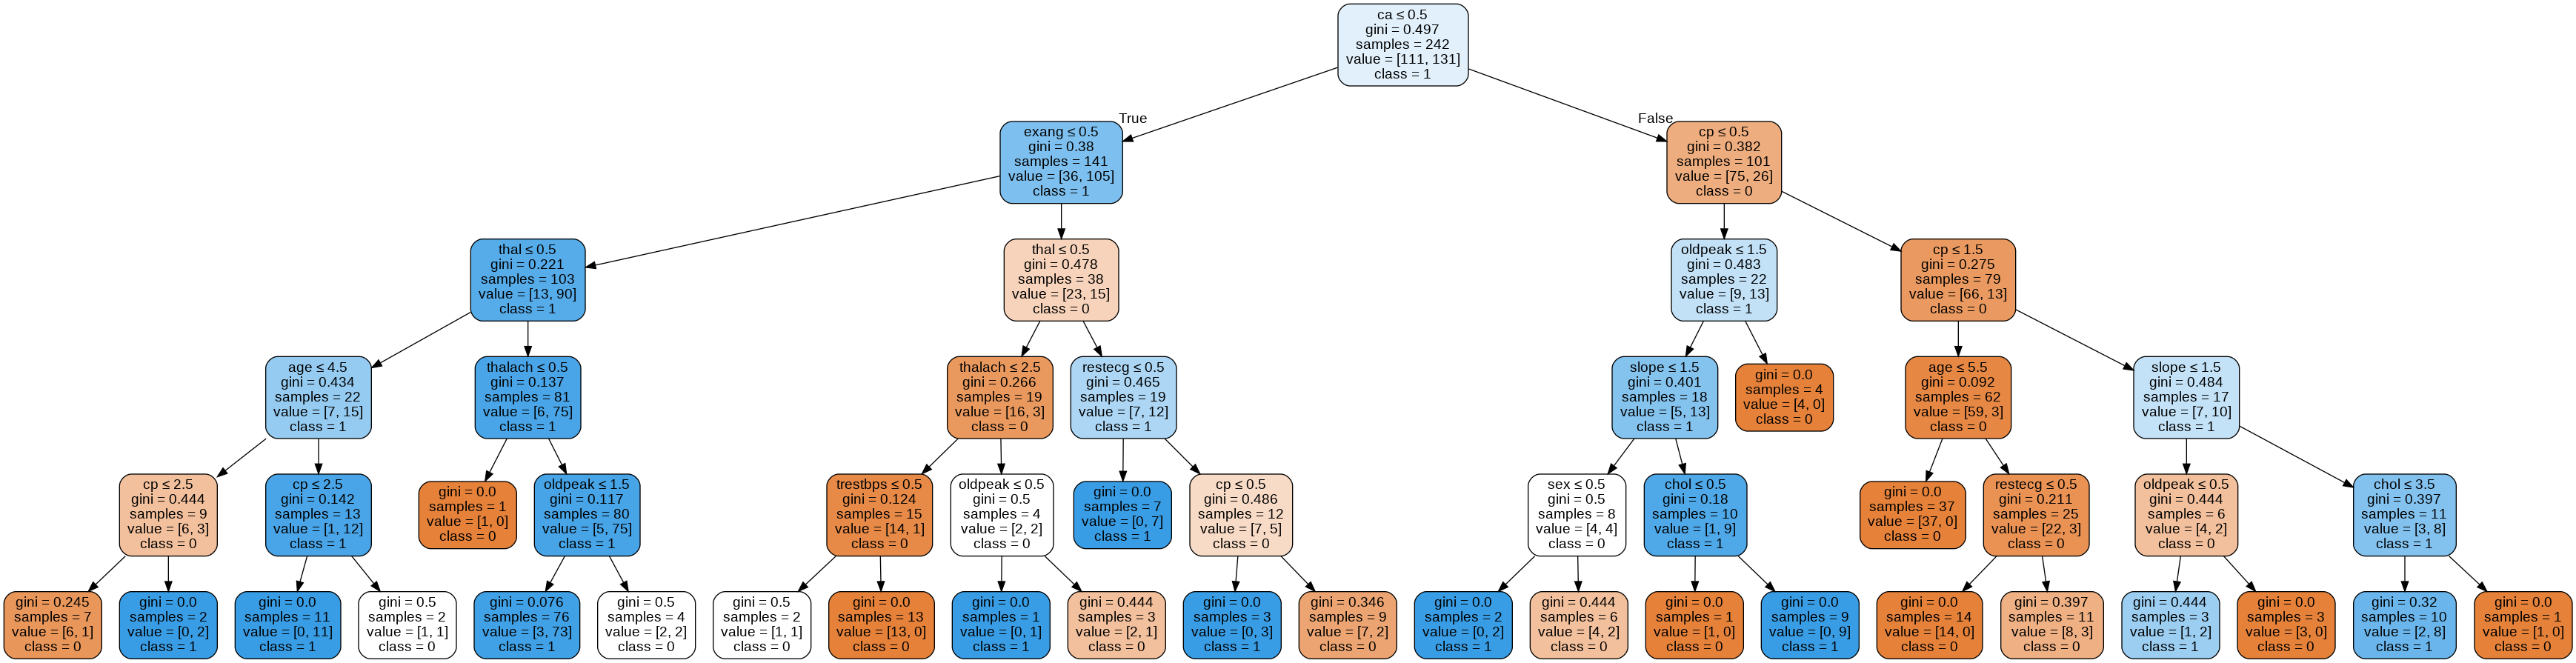 ca ≤ 0.5
gini = 0.497
samples = 242
value = [111, 131]
class = 1
True
False
exang ≤ 0.5
gini = 0.38
samples = 141
value = [36, 105]
class = 1
cp ≤ 0.5
gini = 0.382
samples = 101
value = [75, 26]
class = 0
thal ≤ 0.5
gini = 0.221
samples = 103
value = [13, 90]
class = 1
thal ≤ 0.5
gini = 0.478
samples = 38
value = [23, 15]
class = 0
oldpeak ≤ 1.5
gini = 0.483
samples = 22
value = [9, 13]
class = 1
cp ≤ 1.5
gini = 0.275
samples = 79
value = [66, 13]
class = 0
age ≤ 4.5
gini = 0.434
samples = 22
value = [7, 15]
class = 1
thalach ≤ 0.5
gini = 0.137
samples = 81
value = [6, 75]
class = 1
thalach ≤ 2.5
gini = 0.266
samples = 19
value = [16, 3]
class = 0
restecg ≤ 0.5
gini = 0.465
samples = 19
value = [7, 12]
class = 1
slope ≤ 1.5
gini = 0.401
samples = 18
value = [5, 13]
class = 1
gini = 0.0
samples = 4
value = [4, 0]
class = 0
age ≤ 5.5
gini = 0.092
samples = 62
value = [59, 3]
class = 0
slope ≤ 1.5
gini = 0.484
samples = 17
value = [7, 10]
class = 1
cp ≤ 2.5
gini = 0.444
samples = 9
value = [6, 3]
class = 0
cp ≤ 2.5
gini = 0.142
samples = 13
value = [1, 12]
class = 1
gini = 0.0
samples = 1
value = [1, 0]
class = 0
oldpeak ≤ 1.5
gini = 0.117
samples = 80
value = [5, 75]
class = 1
trestbps ≤ 0.5
gini = 0.124
samples = 15
value = [14, 1]
class = 0
oldpeak ≤ 0.5
gini = 0.5
samples = 4
value = [2, 2]
class = 0
gini = 0.0
samples = 7
value = [0, 7]
class = 1
cp ≤ 0.5
gini = 0.486
samples = 12
value = [7, 5]
class = 0
sex ≤ 0.5
gini = 0.5
samples = 8
value = [4, 4]
class = 0
chol ≤ 0.5
gini = 0.18
samples = 10
value = [1, 9]
class = 1
gini = 0.0
samples = 37
value = [37, 0]
class = 0
restecg ≤ 0.5
gini = 0.211
samples = 25
value = [22, 3]
class = 0
oldpeak ≤ 0.5
gini = 0.444
samples = 6
value = [4, 2]
class = 0
chol ≤ 3.5
gini = 0.397
samples = 11
value = [3, 8]
class = 1
gini = 0.245
samples = 7
value = [6, 1]
class = 0
gini = 0.0
samples = 2
value = [0, 2]
class = 1
gini = 0.0
samples = 11
value = [0, 11]
class = 1
gini = 0.5
samples = 2
value = [1, 1]
class = 0
gini = 0.076
samples = 76
value = [3, 73]
class = 1
gini = 0.5
samples = 4
value = [2, 2]
class = 0
gini = 0.5
samples = 2
value = [1, 1]
class = 0
gini = 0.0
samples = 13
value = [13, 0]
class = 0
gini = 0.0
samples = 1
value = [0, 1]
class = 1
gini = 0.444
samples = 3
value = [2, 1]
class = 0
gini = 0.0
samples = 3
value = [0, 3]
class = 1
gini = 0.346
samples = 9
value = [7, 2]
class = 0
gini = 0.0
samples = 2
value = [0, 2]
class = 1
gini = 0.444
samples = 6
value = [4, 2]
class = 0
gini = 0.0
samples = 1
value = [1, 0]
class = 0
gini = 0.0
samples = 9
value = [0, 9]
class = 1
gini = 0.0
samples = 14
value = [14, 0]
class = 0
gini = 0.397
samples = 11
value = [8, 3]
class = 0
gini = 0.444
samples = 3
value = [1, 2]
class = 1
gini = 0.0
samples = 3
value = [3, 0]
class = 0
gini = 0.32
samples = 10
value = [2, 8]
class = 1
gini = 0.0
samples = 1
value = [1, 0]
class = 0